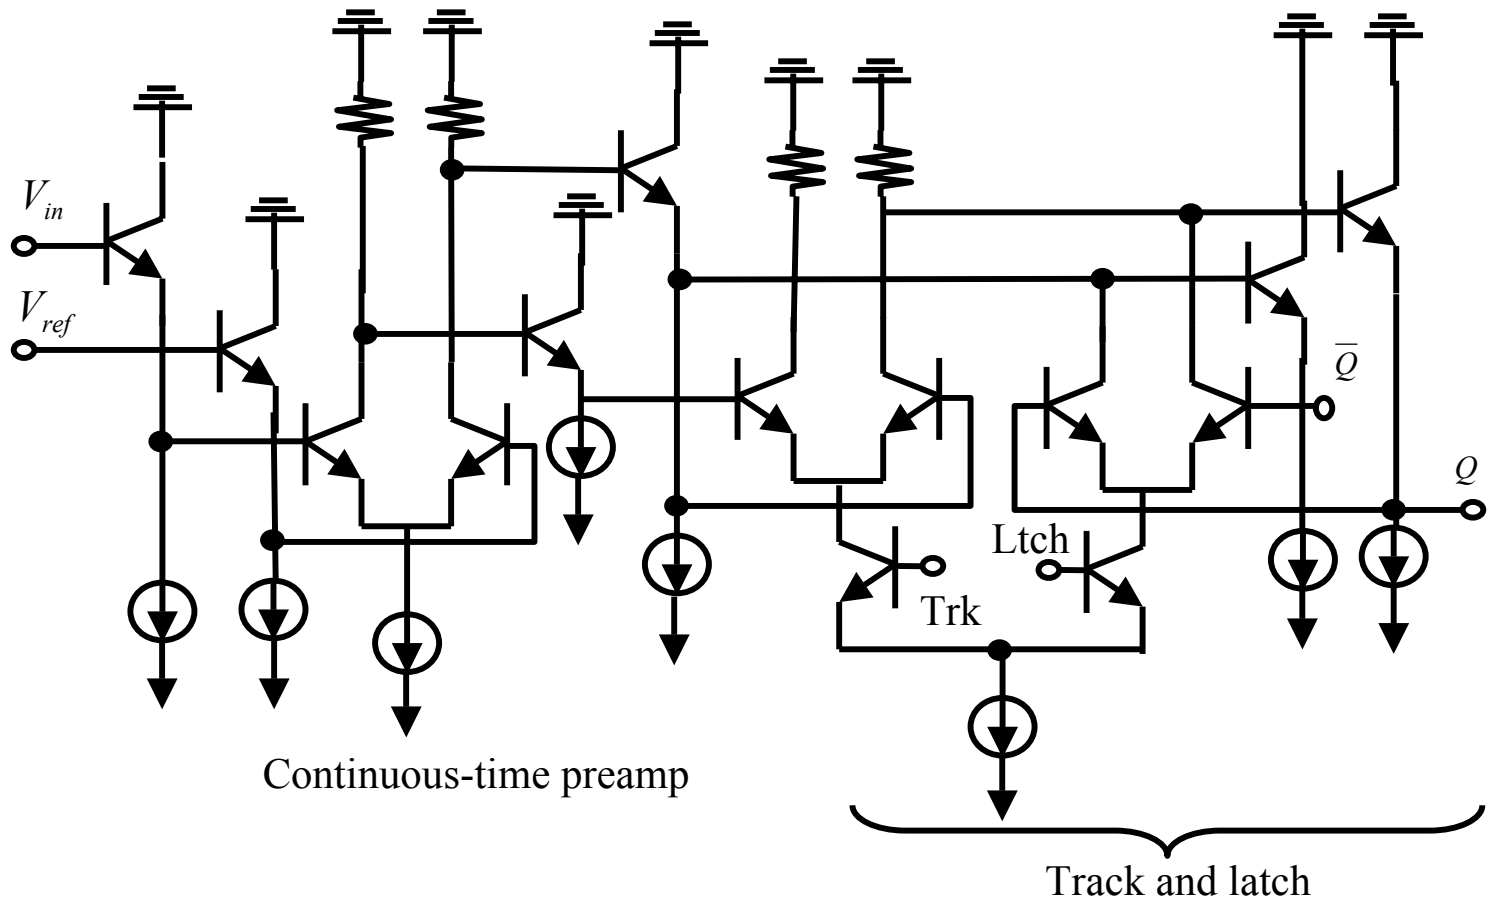 V_in
V_ref
Q̅
Q
Ltch
Trk
Continuous-time preamp
Track and latch